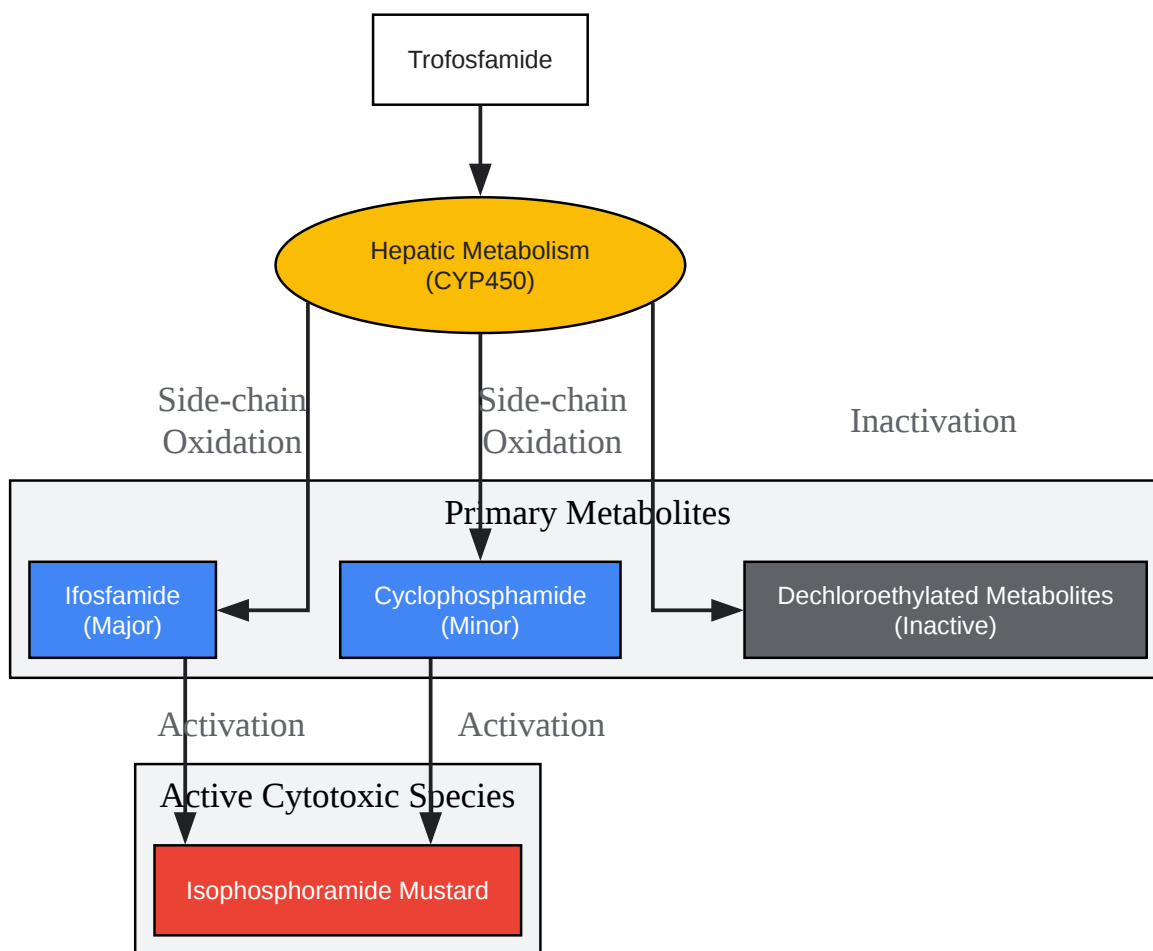 Trofosfamide
Hepatic Metabolism
(CYP450)
Side-chain
Oxidation
Side-chain
Oxidation
Inactivation
Primary Metabolites
Ifosfamide
(Major)
Cyclophosphamide
(Minor)
Dechloroethylated Metabolites
(Inactive)
Activation
Activation
Active Cytotoxic Species
Isophosphoramide Mustard